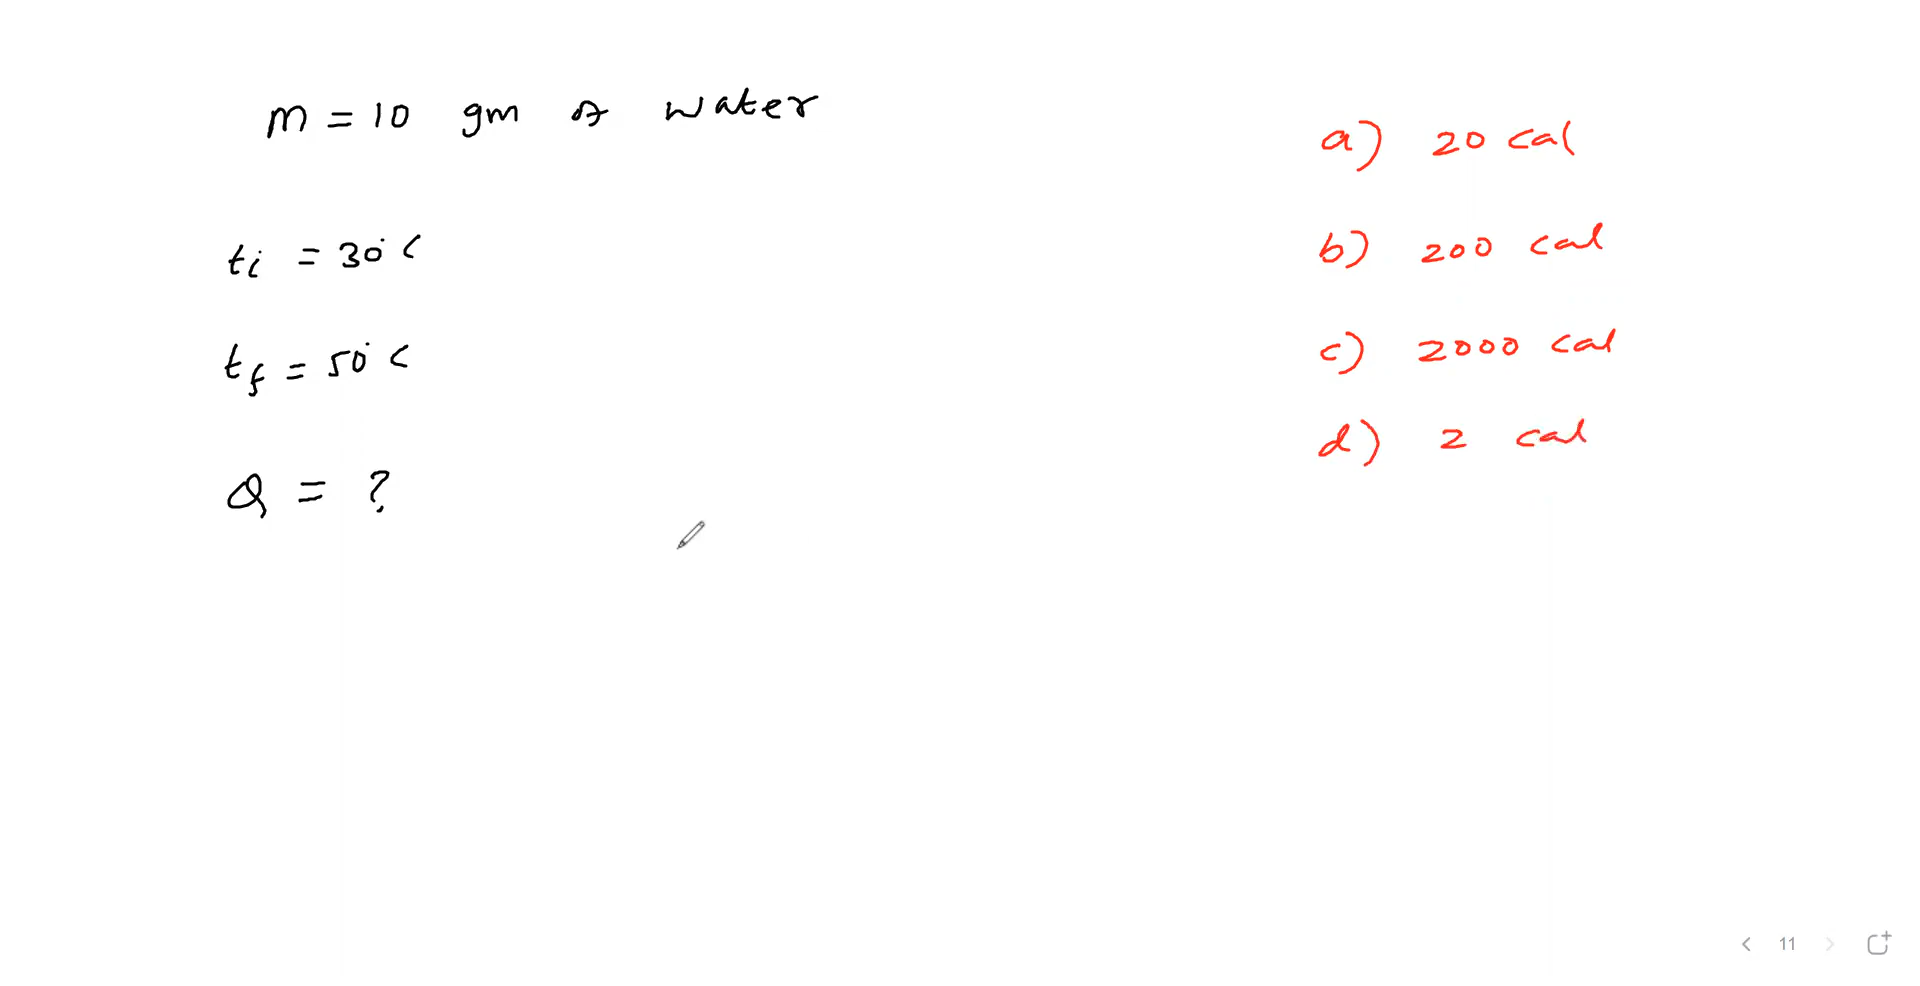 m = 10 gm of water
ti = 30°C
tf = 50°C
Q = ?
a) 20 cal
b) 200 cal
c) 2000 cal
d) 2 cal
11